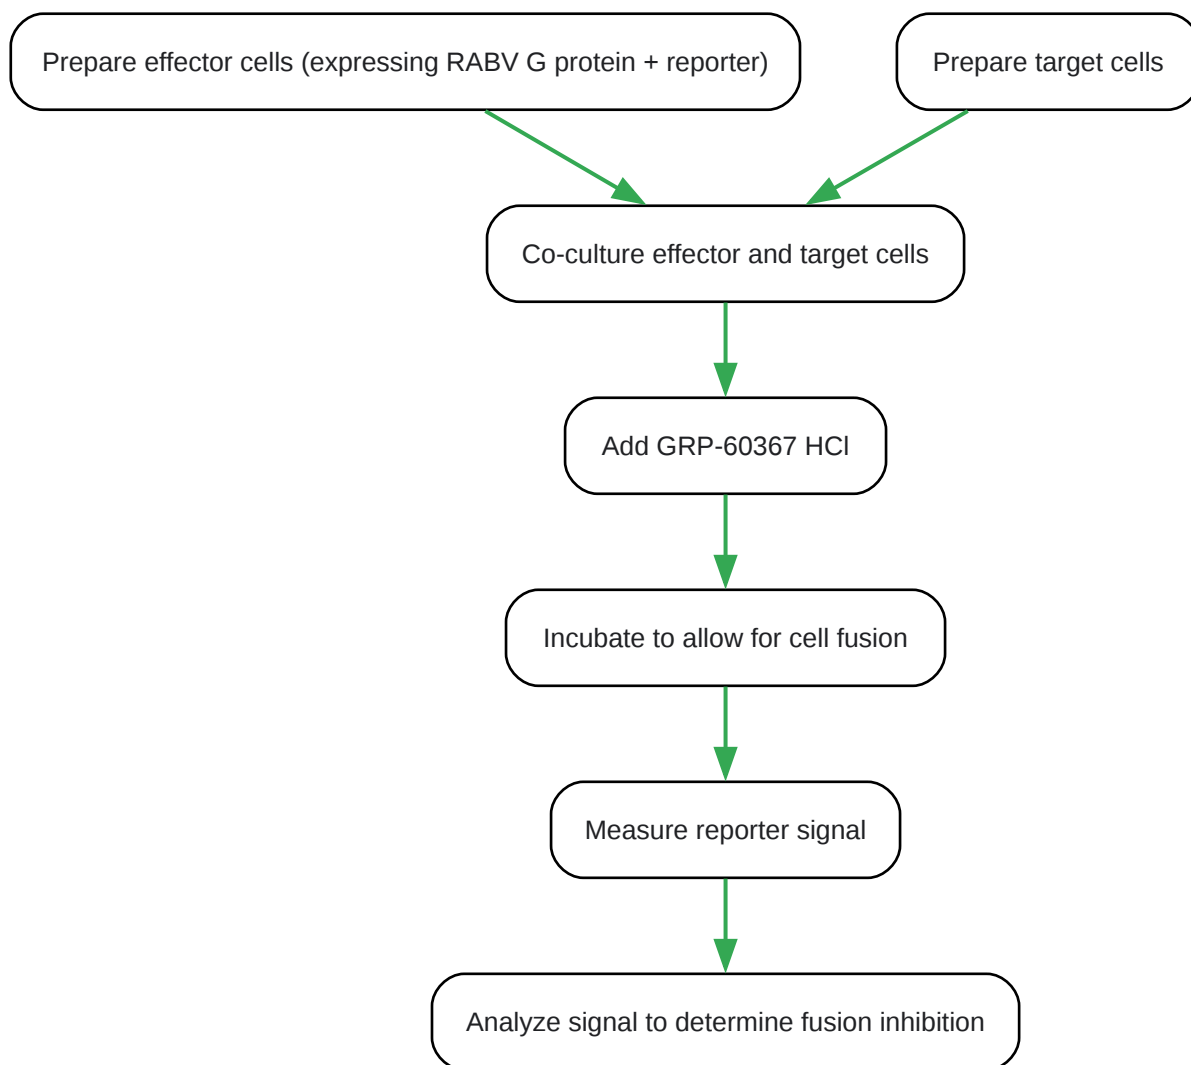 Prepare effector cells (expressing RABV G protein + reporter)
Prepare target cells
Co-culture effector and target cells
Add GRP-60367 HCl
Incubate to allow for cell fusion
Measure reporter signal
Analyze signal to determine fusion inhibition